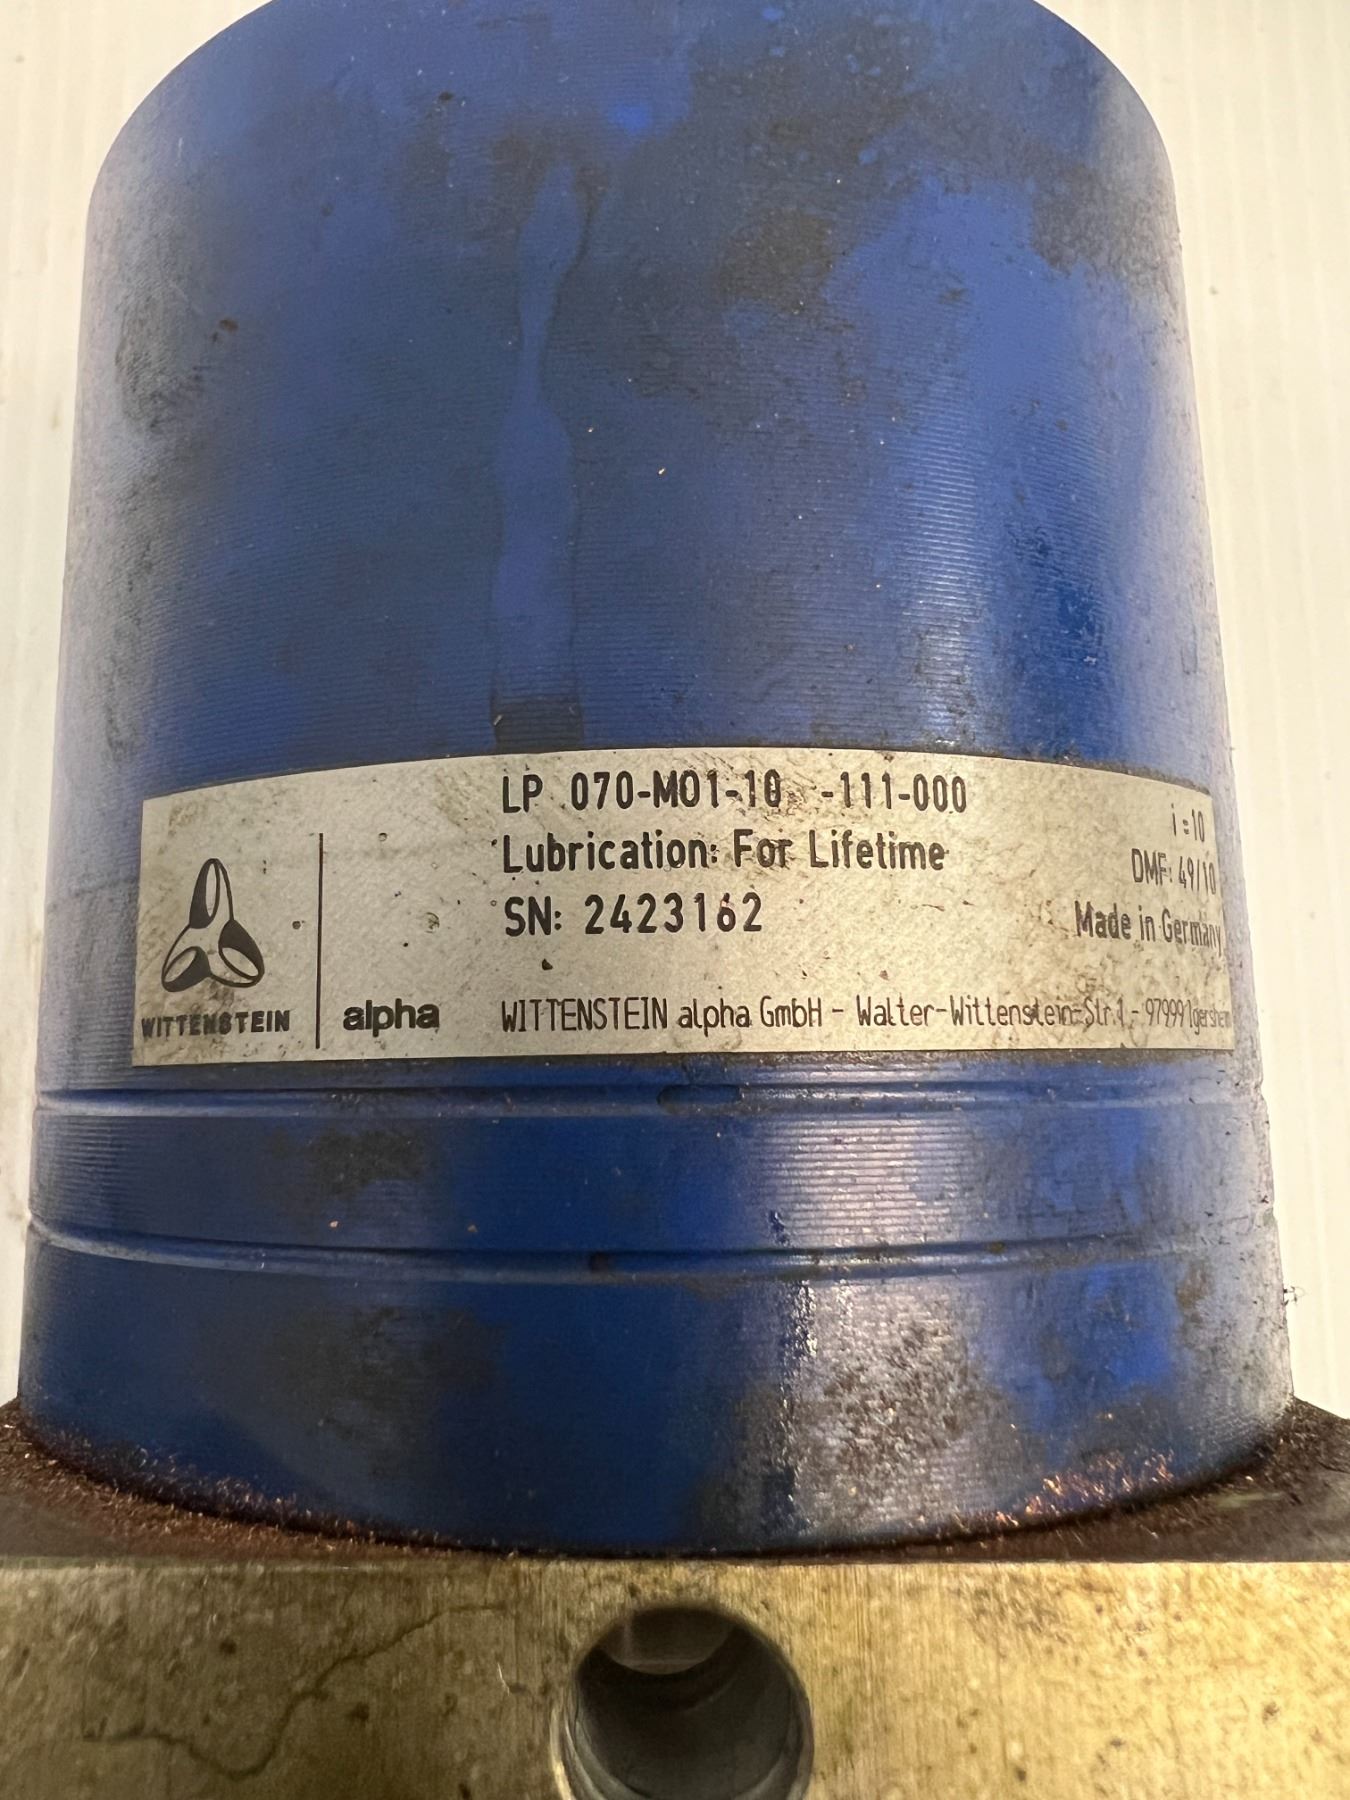 LP 070-MO1-10 -111-000
i=10
Lubrication: For Lifetime
DMF: 49/10
SN: 2423162
Made in Germany
WITTENSTEIN
alpha
WITTENSTEIN alpha GmbH - Walter-Wittenstein-Str.1 - 97999 Igersheim